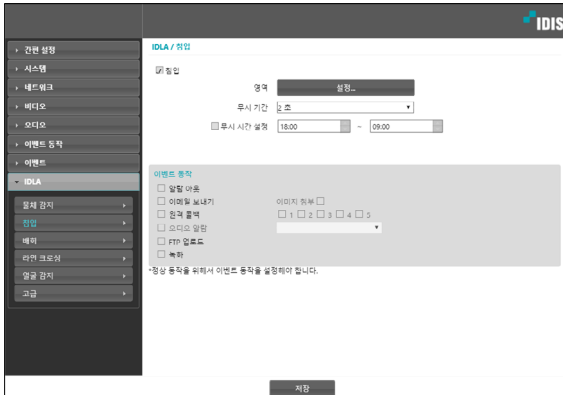 IDIS
간편 설정
시스템
네트워크
비디오
오디오
이벤트 동작
이벤트
IDLA
물체 감지
침입
배회
라인 크로싱
얼굴 감지
고급
IDLA / 침입
침입
영역 설정...
무시 기간 2 초
무시 시간 설정 18:00 ~ 09:00
이벤트 동작
알람 아웃
이메일 보내기 이미지 첨부
원격 콜백 1 2 3 4 5
오디오 알람
FTP 업로드
녹화
*정상 동작을 위해서 이벤트 동작을 설정해야 합니다.
저장